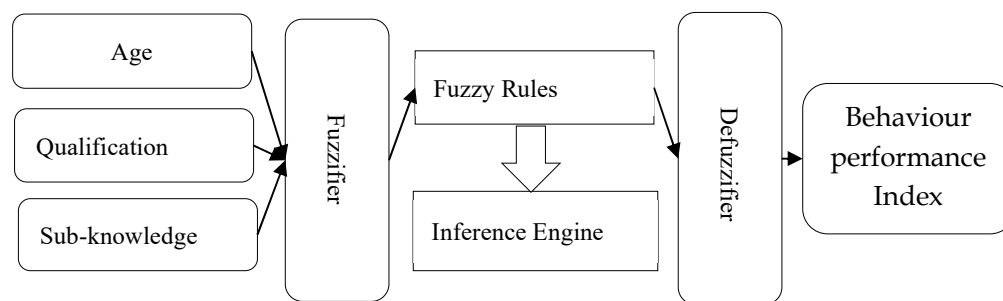 Age
Qualification
Sub-knowledge
Fuzzifier
Fuzzy Rules
Inference Engine
Defuzzifier
Behaviour
performance
Index